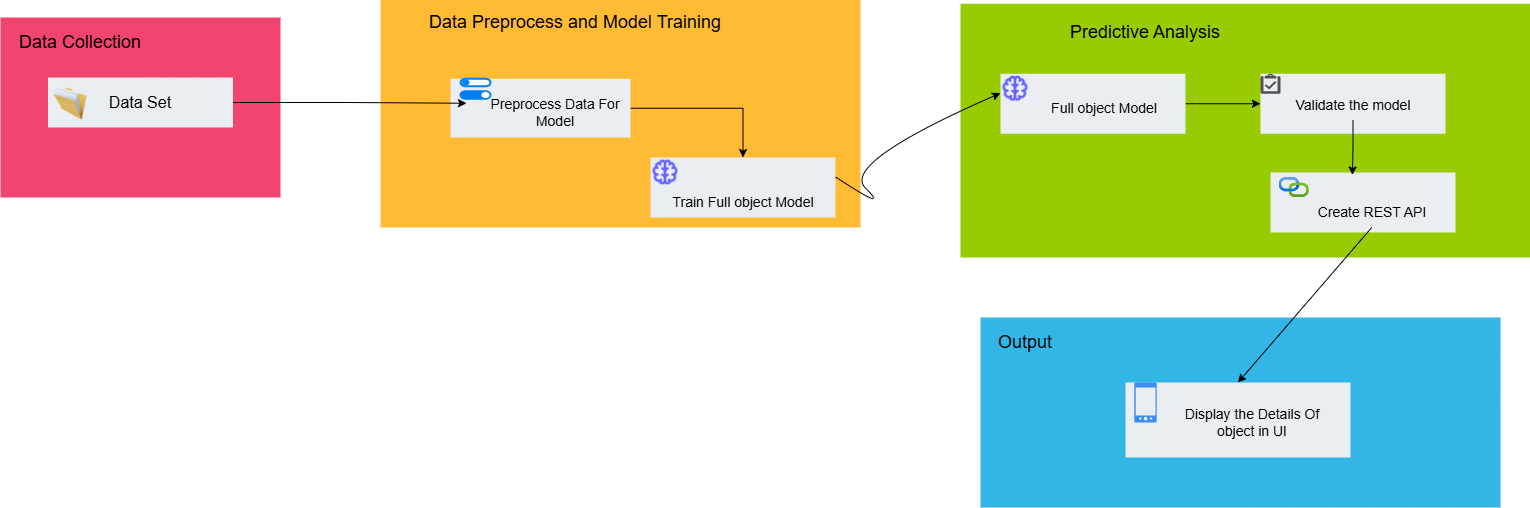 Data Collection
Data Set
Data Preprocess and Model Training
Preprocess Data For
Model
Train Full object Model
Predictive Analysis
Full object Model
Validate the model
Create REST API
Output
Display the Details Of
object in UI